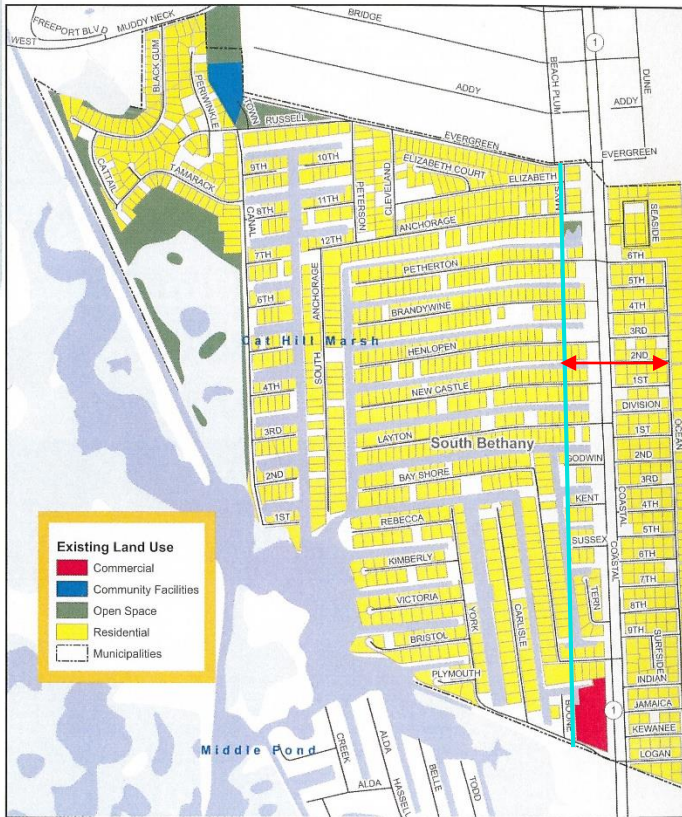 FREEPORT BLVD
MUDDY NECK
WEST
BLACK GUM
PERIWINKLE
CATTAIL
TAMARACK
TOWN
RUSSELL
BRIDGE
ADDY
BEACH PLUM
1
DUNE
ADDY
EVERGREEN
EVERGREEN
ELIZABETH COURT
ELIZABETH
9TH
10TH
PETERSON
CLEVELAND
8TH
11TH
CANAL
12TH
ANCHORAGE
SEASIDE
7TH
6TH
PETHERTON
5TH
6TH
ANCHORAGE
4TH
BRANDYWINE
3RD
Cat Hill Marsh
HENLOPEN
2ND
SOUTH
4TH
NEW CASTLE
1ST
DIVISION
OCEAN
3RD
LAYTON
South Bethany
1ST
GODWIN
2ND
2ND
BAY SHORE
3RD
KENT
COASTAL
4TH
1ST
REBECCA
5TH
SUSSEX
COASTAL
6TH
KIMBERLY
7TH
TERN
VICTORIA
YORK
CARLISLE
8TH
BRISTOL
9TH
SURFSIDE
PLYMOUTH
INDIAN
BOONE
1
JAMAICA
KEWANEE
LOGAN
Existing Land Use
Commercial
Community Facilities
Open Space
Residential
Municipalities
Middle Pond
CREEK
ALDA
ALDA
HASSELL
BELLE
TODD